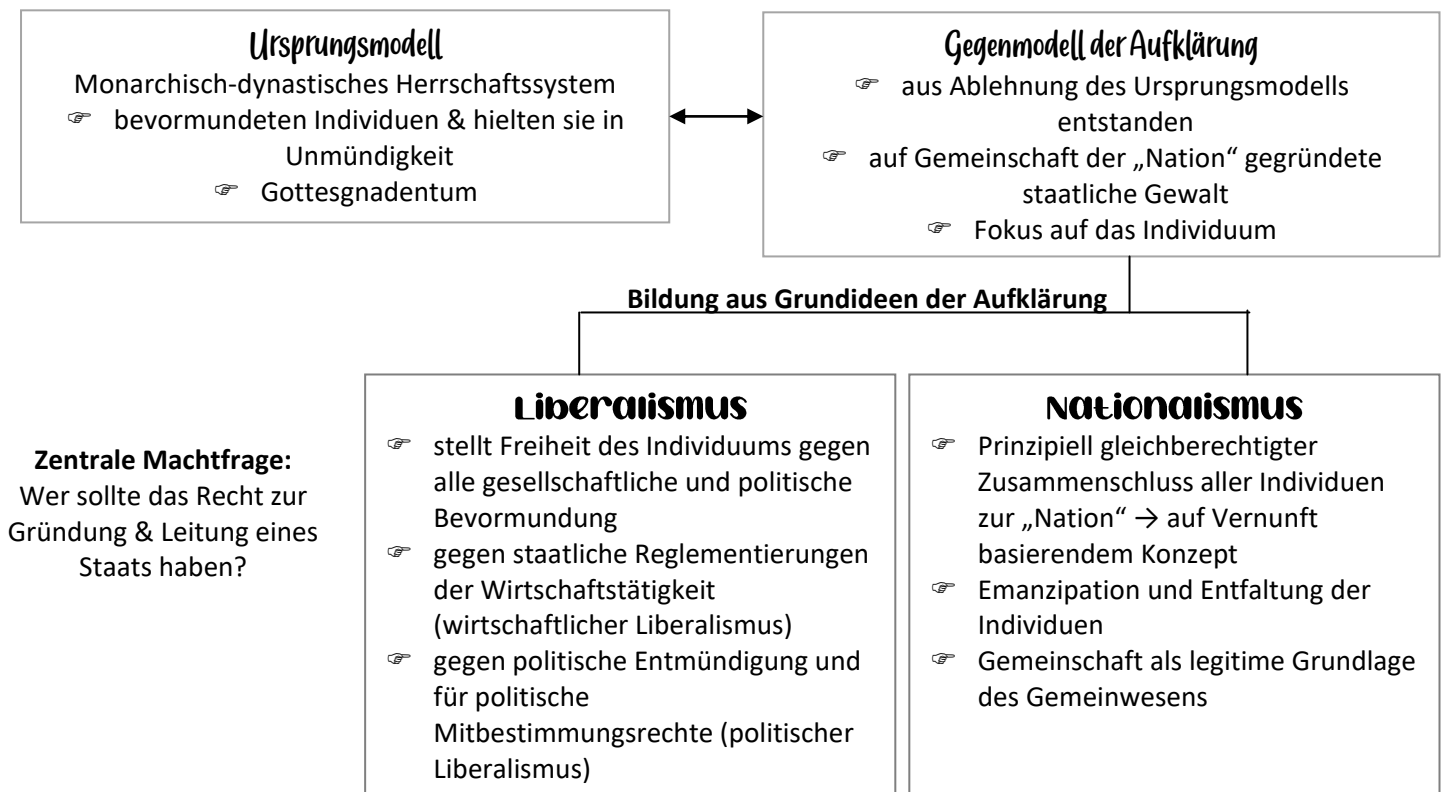 Ursprungsmodell
Monarchisch-dynastisches Herrschaftssystem
☞ bevormundeten Individuen & hielten sie in
Unmündigkeit
☞ Gottesgnadentum
Gegenmodell der Aufklärung
☞ aus Ablehnung des Ursprungsmodells
entstanden
☞ auf Gemeinschaft der „Nation“ gegründete
staatliche Gewalt
☞ Fokus auf das Individuum
Bildung aus Grundideen der Aufklärung
Zentrale Machtfrage:
Wer sollte das Recht zur
Gründung & Leitung eines
Staats haben?
Liberalismus
☞ stellt Freiheit des Individuums gegen
alle gesellschaftliche und politische
Bevormundung
☞ gegen staatliche Reglementierungen
der Wirtschaftstätigkeit
(wirtschaftlicher Liberalismus)
☞ gegen politische Entmündigung und
für politische
Mitbestimmungsrechte (politischer
Liberalismus)
Nationalismus
☞ Prinzipiell gleichberechtigter
Zusammenschluss aller Individuen
zur „Nation“ → auf Vernunft
basierendem Konzept
☞ Emanzipation und Entfaltung der
Individuen
☞ Gemeinschaft als legitime Grundlage
des Gemeinwesens